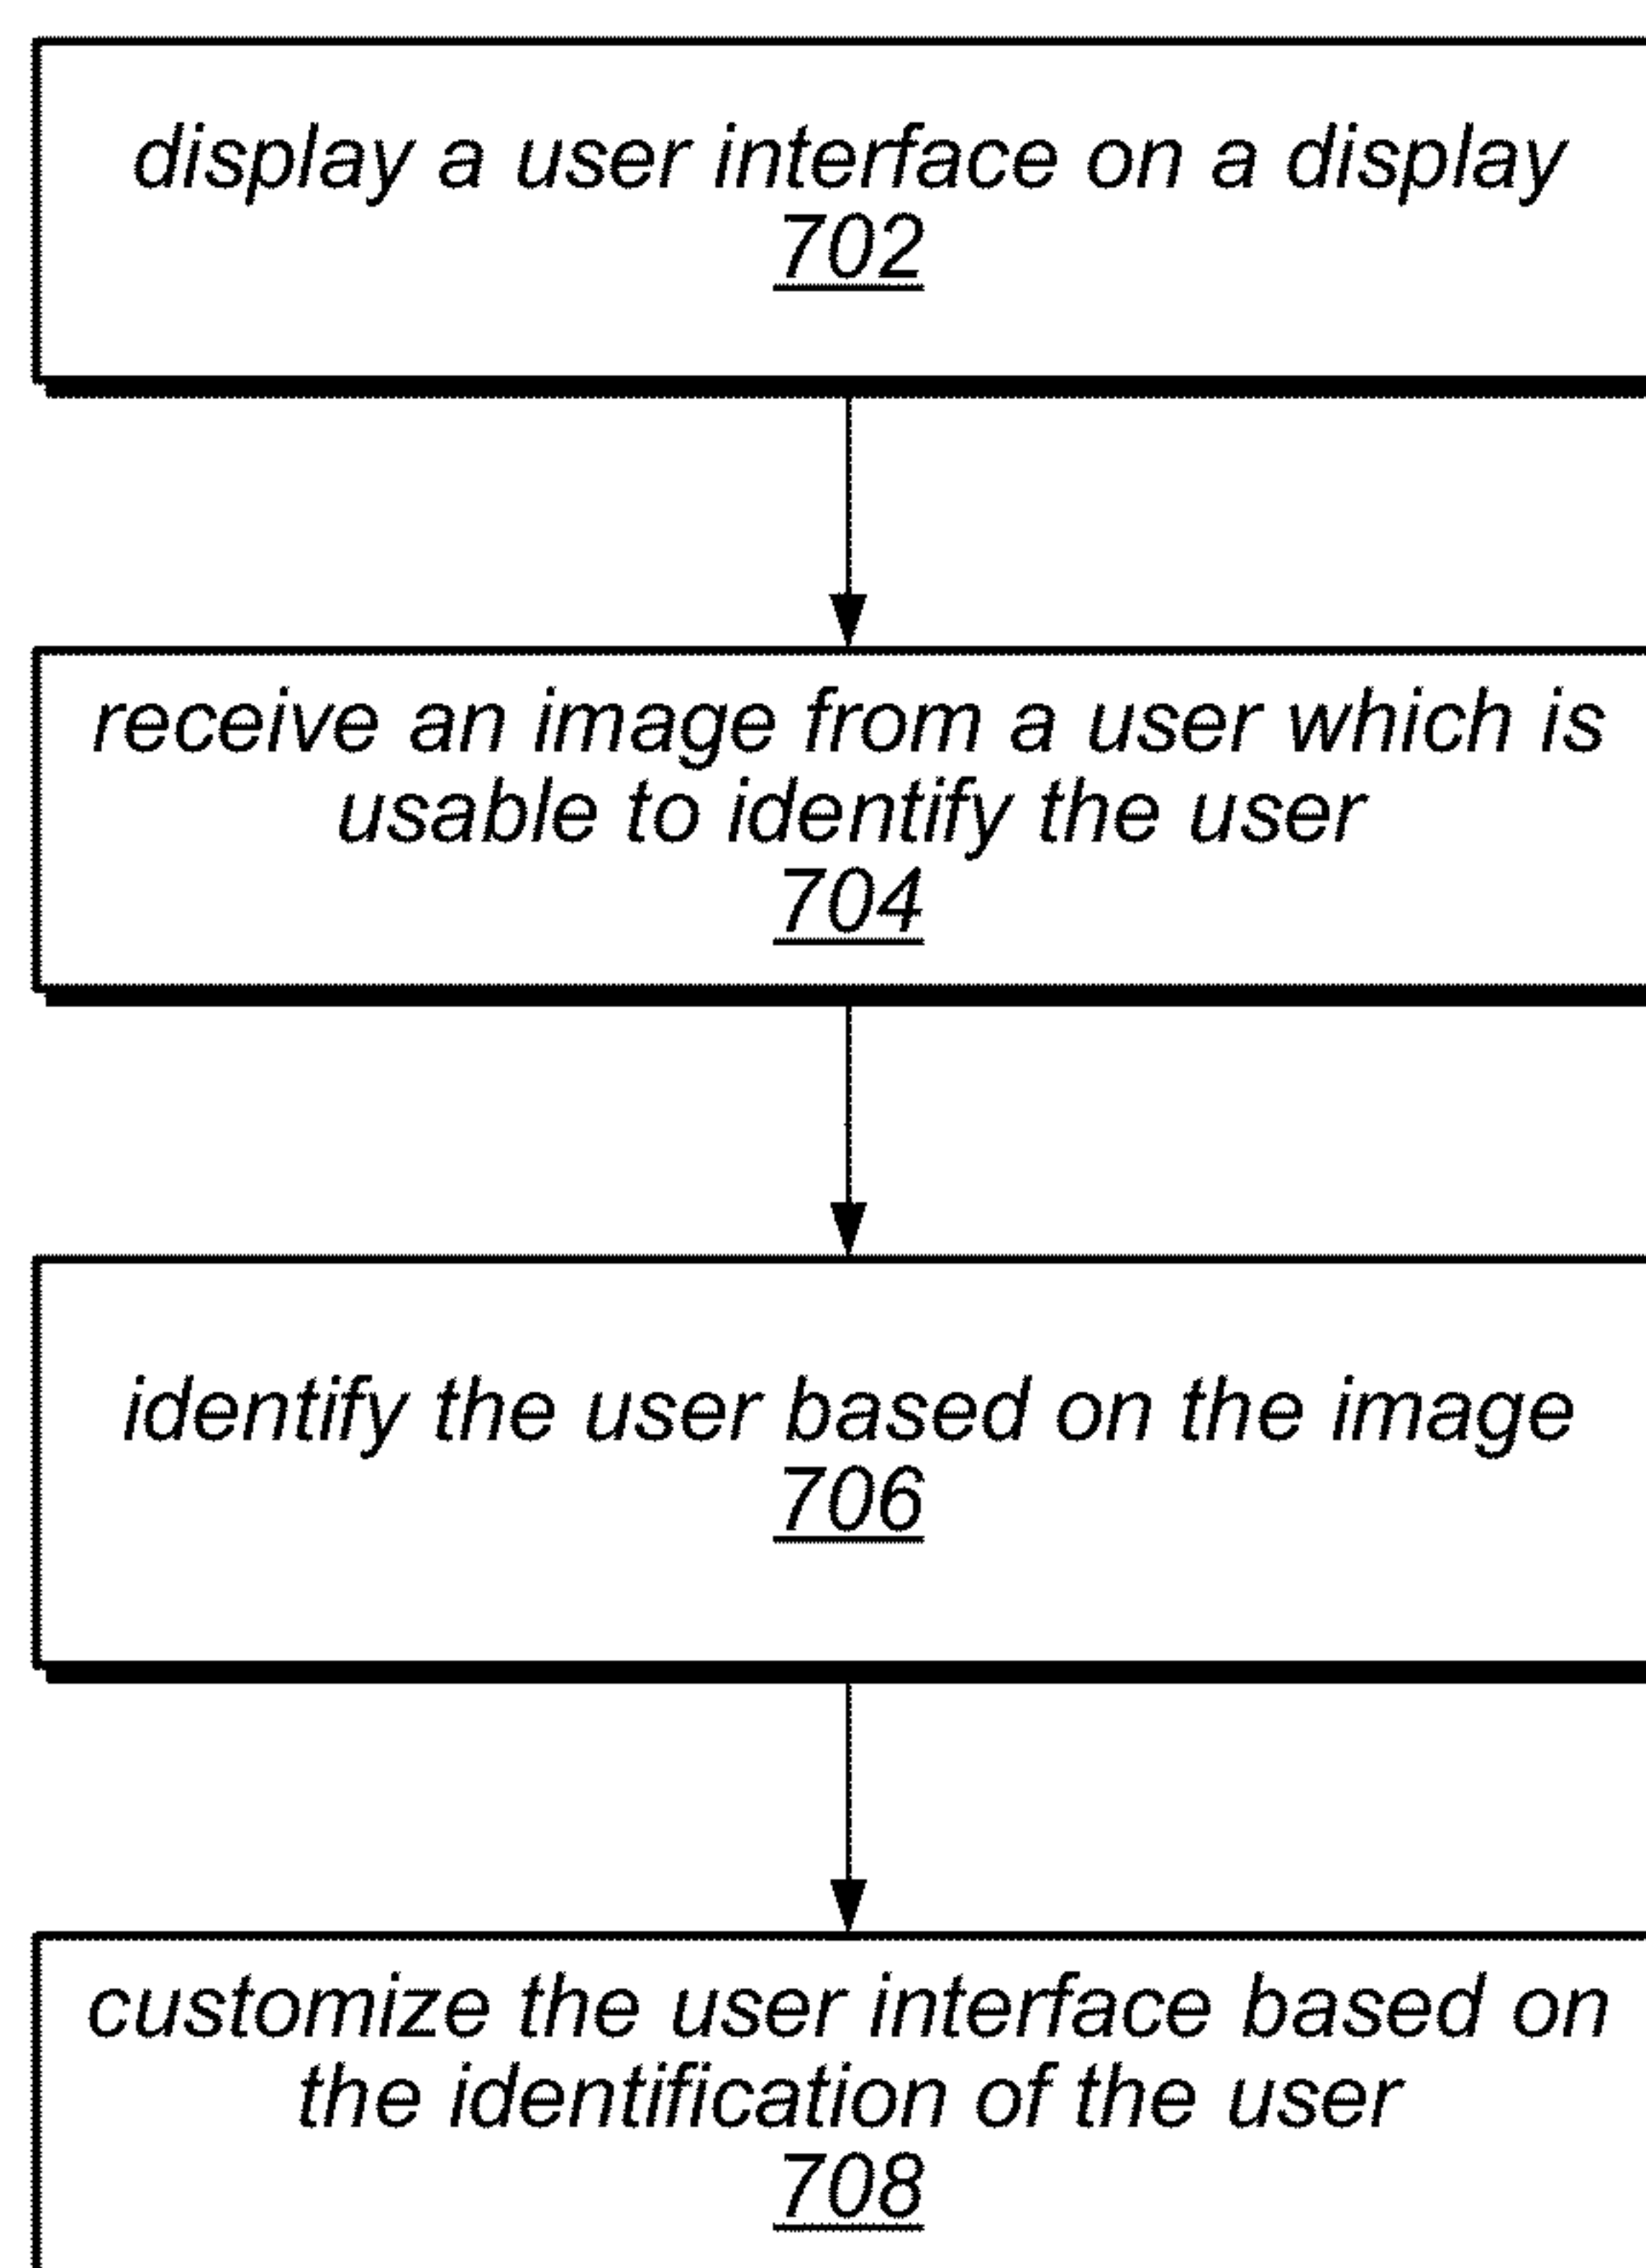 display a user interface on a display
702
receive an image from a user which is
usable to identify the user
704
identify the user based on the image
706
customize the user interface based on
the identification of the user
708